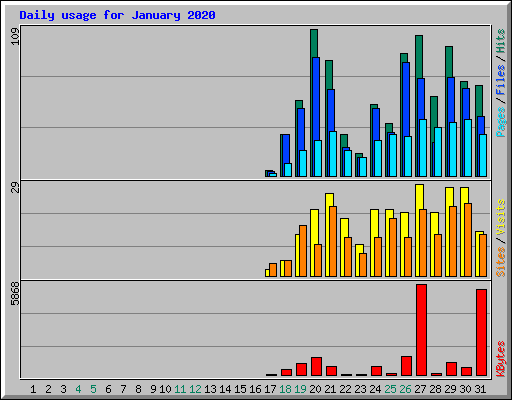 Daily usage for January 2020
109
Pages / Files / Hits
29
Sites / Visits
5868
KBytes
1 2 3 4 5 6 7 8 9 10 11 12 13 14 15 16 17 18 19 20 21 22 23 24 25 26 27 28 29 30 31